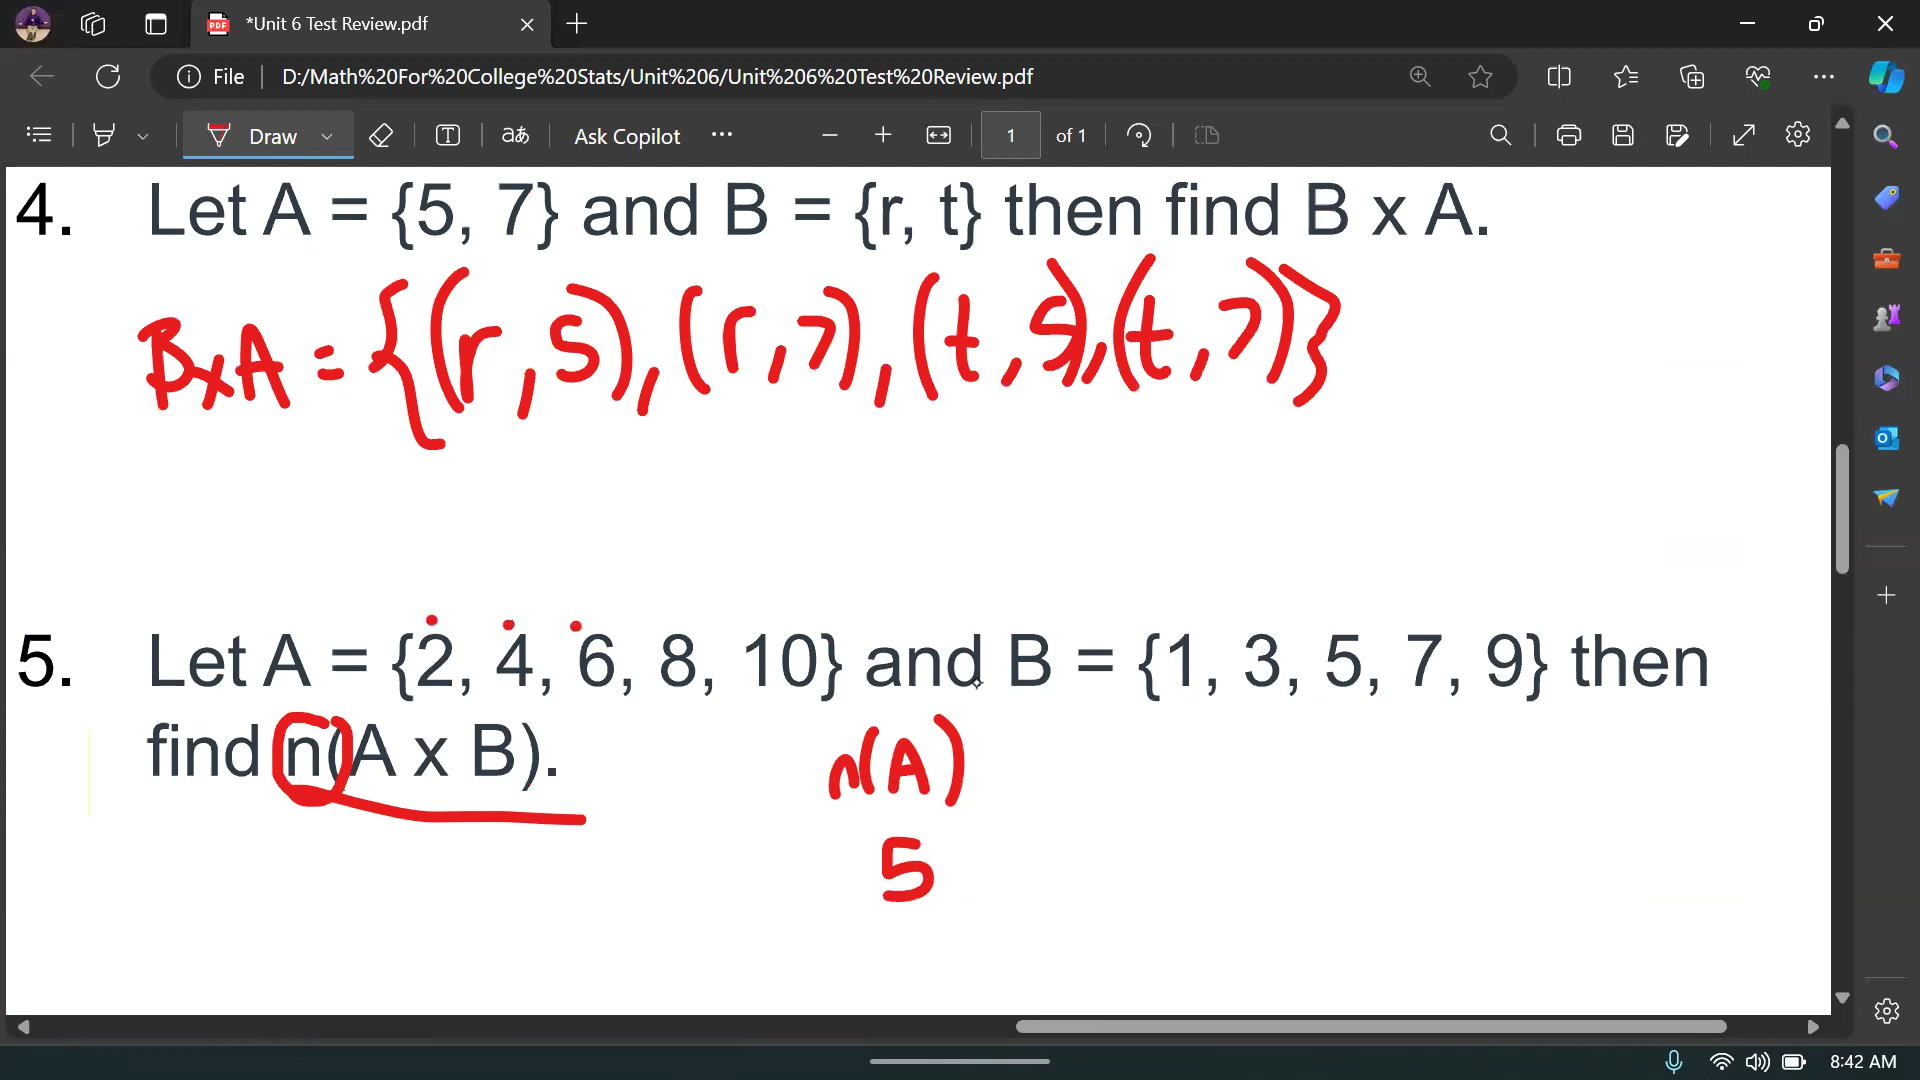 *Unit 6 Test Review.pdf
File D:/Math%20For%20College%20Stats/Unit%206/Unit%206%20Test%20Review.pdf
Draw T aあ Ask Copilot ... 1 of 1
4. Let A = {5, 7} and B = {r, t} then find B x A.
BxA = {(r,5),(r,7),(t,5),(t,7)}
5. Let A = {2, 4, 6, 8, 10} and B = {1, 3, 5, 7, 9} then
find n(A x B).
n(A)
5
8:42 AM